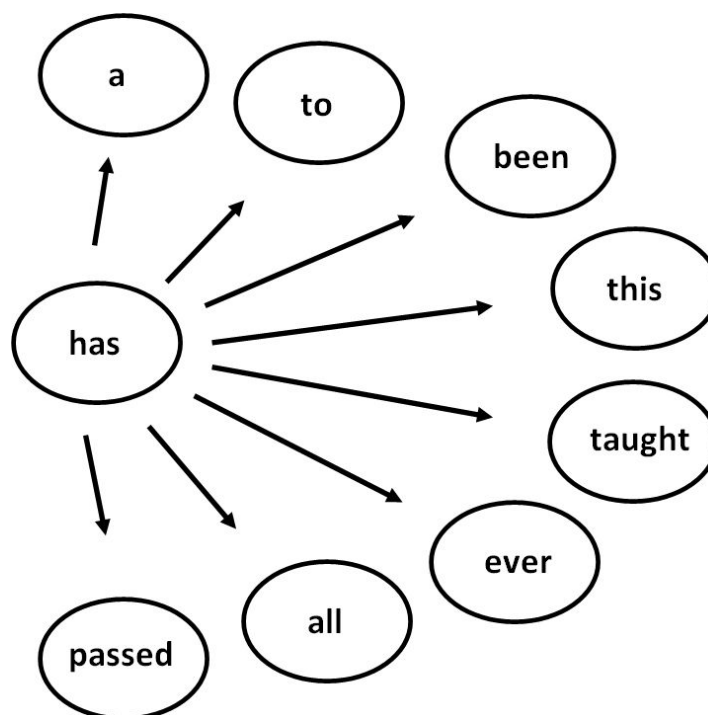 a
to
been
this
has
taught
ever
all
passed